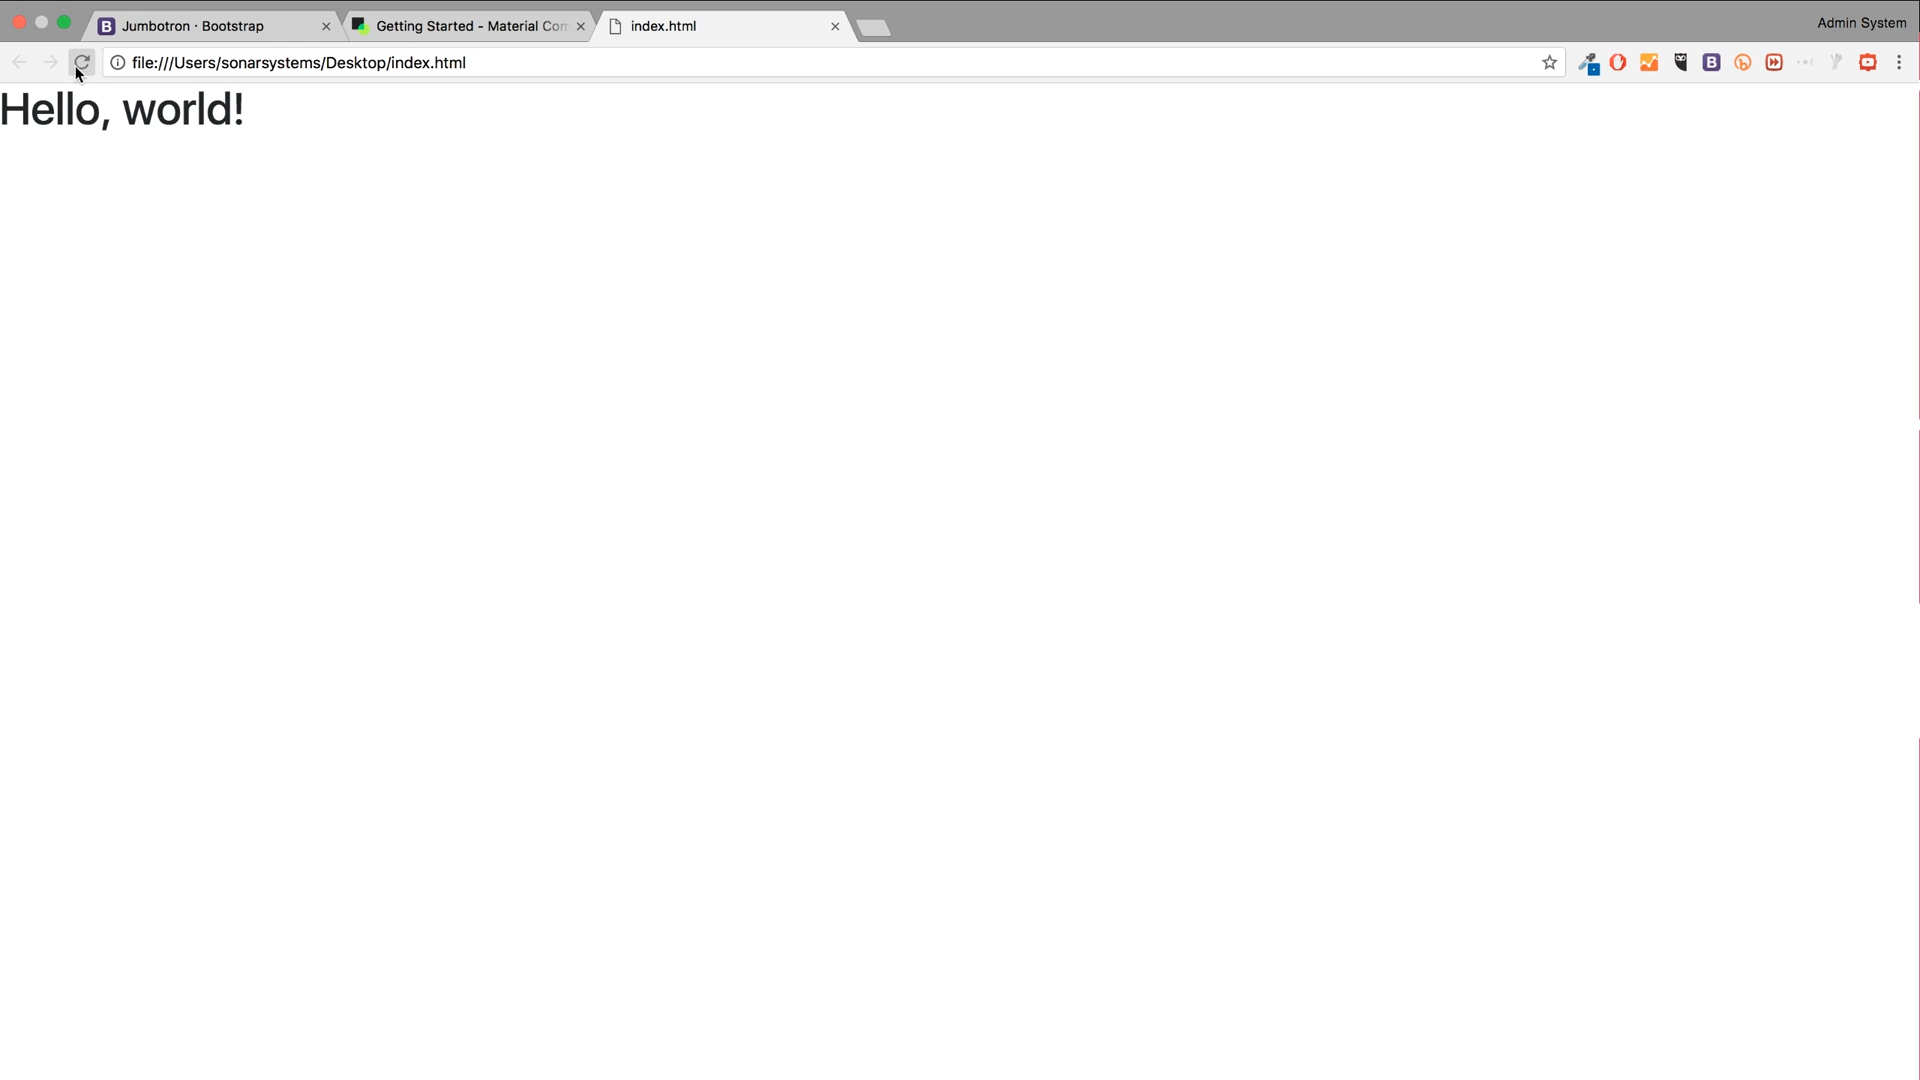 Jumbotron · Bootstrap
Getting Started - Material Com
index.html
Admin System
file:///Users/sonarsystems/Desktop/index.html
Hello, world!